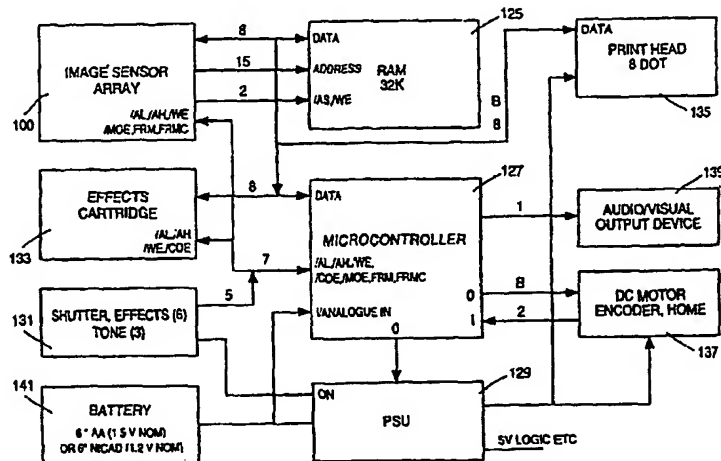 8
15
2
IMAGE SENSOR
ARRAY
/AL/AH/WE
/MOE,FRM,FRMC
100
DATA
ADDRESS
/AS/WE
RAM
32K
125
B
8
DATA
PRINT HEAD
8 DOT
135
EFFECTS
CARTRIDGE
/AL/AH
/WE/COE
133
8
7
DATA
MICROCONTROLLER
/AL/AH/WE,
/COE/MOE,FRM,FRMC
I/ANALOGUE IN
O
I
0
127
1
AUDIO/VISUAL
OUTPUT DEVICE
139
8
2
DC MOTOR
ENCODER, HOME
137
SHUTTER, EFFECTS (6)
TONE (3)
131
5
BATTERY
6* AA (1 5 V NOM)
OR 6* NICAD (1.2 V NOM)
141
ON
PSU
129
5V LOGIC ETC